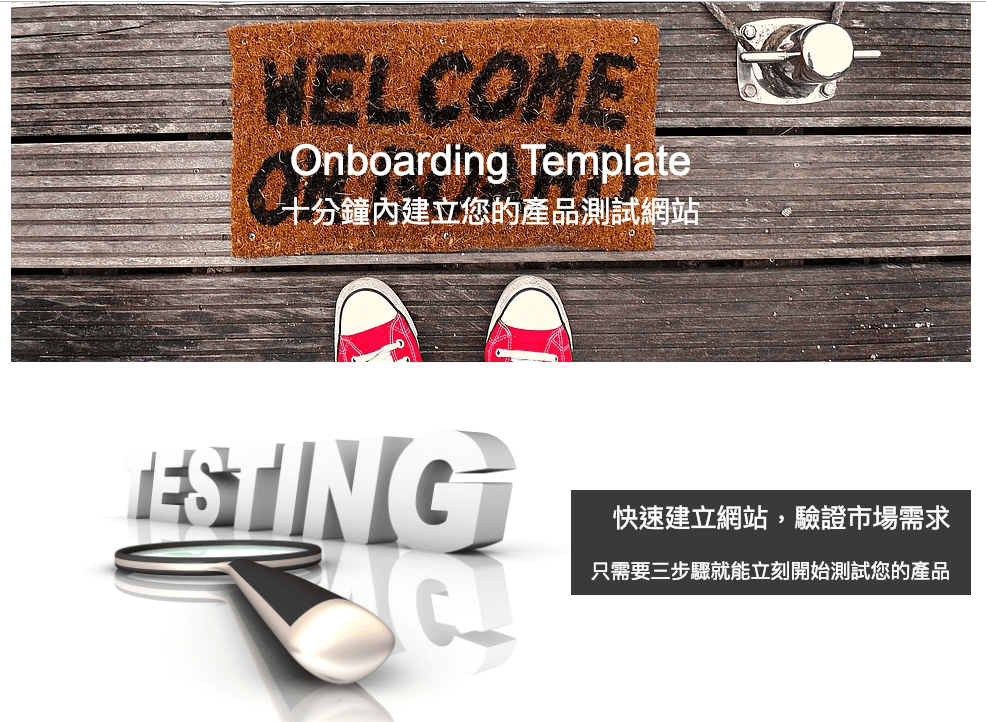 WELCOME
ON BOARD
Onboarding Template
十分鐘內建立您的產品測試網站
TESTING
快速建立網站，驗證市場需求
只需要三步驟就能立刻開始測試您的產品